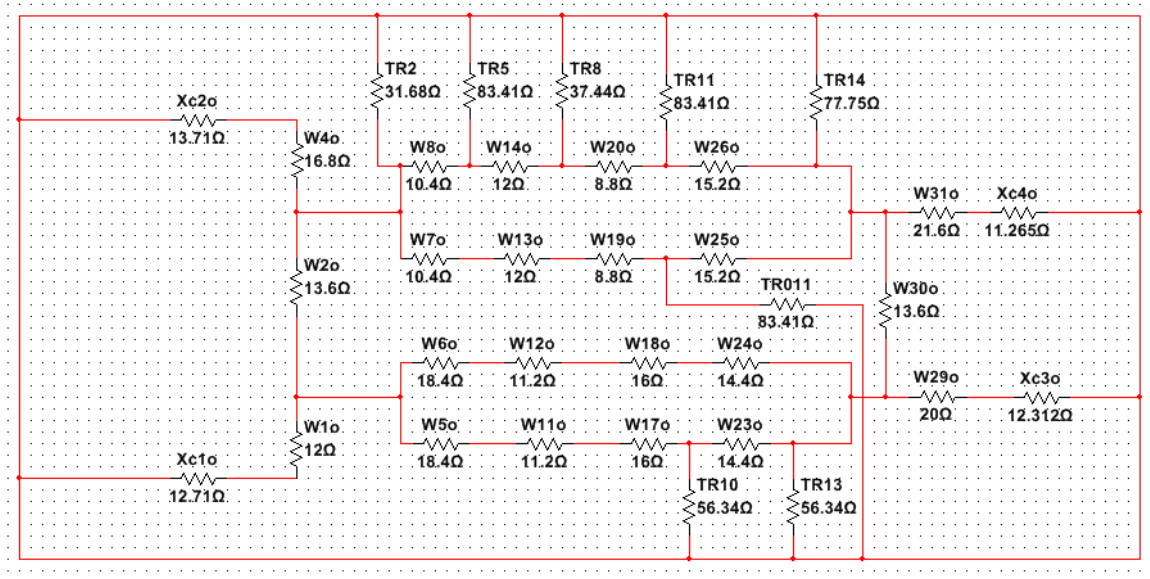 TR2
31.68Ω
TR5
83.41Ω
TR8
37.44Ω
TR11
83.41Ω
TR14
77.75Ω
Xc2o
13.71Ω
W4o
16.8Ω
W8o
10.4Ω
W14o
12Ω
W20o
8.8Ω
W26o
15.2Ω
W31o
21.6Ω
Xc4o
11.265Ω
W7o
10.4Ω
W13o
12Ω
W19o
8.8Ω
W25o
15.2Ω
W2o
13.6Ω
TR011
83.41Ω
W30o
13.6Ω
W6o
18.4Ω
W12o
11.2Ω
W18o
16Ω
W24o
14.4Ω
W29o
20Ω
Xc3o
12.312Ω
W1o
12Ω
W5o
18.4Ω
W11o
11.2Ω
W17o
16Ω
W23o
14.4Ω
Xc1o
12.71Ω
TR10
56.34Ω
TR13
56.34Ω